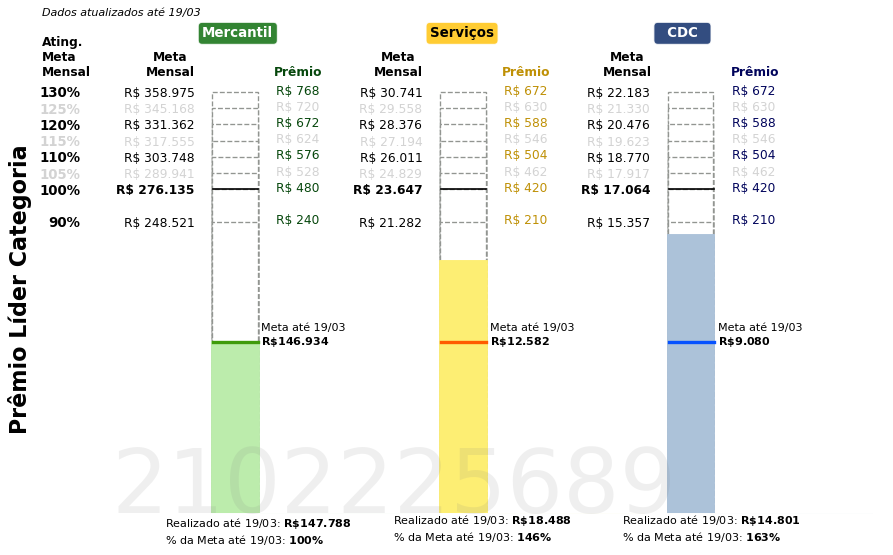 Dados atualizados até 19/03
Prêmio Líder Categoria
Mercantil Serviços CDC
Ating. Meta Mensal
Meta Mensal Prêmio Meta Mensal Prêmio Meta Mensal Prêmio
130% R$ 358.975 R$ 768 R$ 30.741 R$ 672 R$ 22.183 R$ 672
125% R$ 345.168 R$ 720 R$ 29.558 R$ 630 R$ 21.330 R$ 630
120% R$ 331.362 R$ 672 R$ 28.376 R$ 588 R$ 20.476 R$ 588
115% R$ 317.555 R$ 624 R$ 27.194 R$ 546 R$ 19.623 R$ 546
110% R$ 303.748 R$ 576 R$ 26.011 R$ 504 R$ 18.770 R$ 504
105% R$ 289.941 R$ 528 R$ 24.829 R$ 462 R$ 17.917 R$ 462
100% R$ 276.135 R$ 480 R$ 23.647 R$ 420 R$ 17.064 R$ 420
90% R$ 248.521 R$ 240 R$ 21.282 R$ 210 R$ 15.357 R$ 210
Meta até 19/03 Meta até 19/03 Meta até 19/03
R$146.934 R$12.582 R$9.080
2102225689
Realizado até 19/03: R$147.788 Realizado até 19/03: R$18.488 Realizado até 19/03: R$14.801
% da Meta até 19/03: 100% % da Meta até 19/03: 146% % da Meta até 19/03: 163%